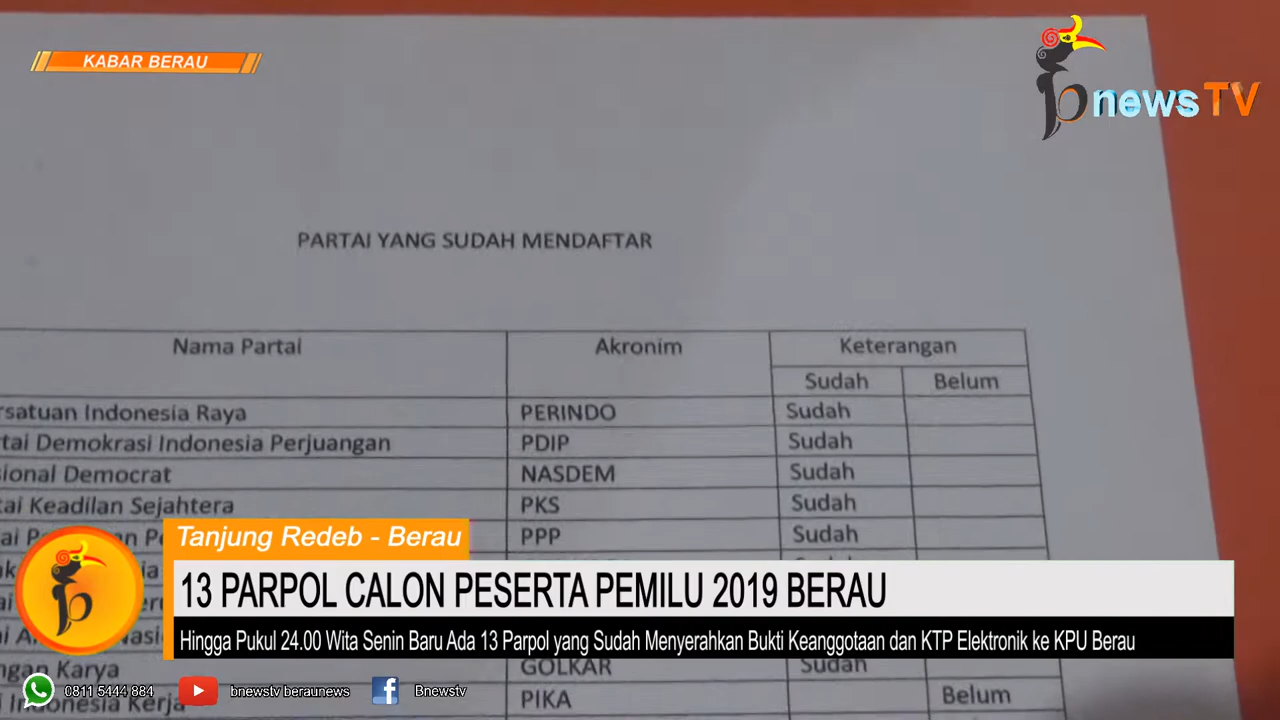 KABAR BERAU
bnewsTV
PARTAI YANG SUDAH MENDAFTAR
Nama Partai Akronim Keterangan
Sudah Belum
rsatuan Indonesia Raya PERINDO Sudah
tai Demokrasi Indonesia Perjuangan PDIP Sudah
sional Democrat NASDEM Sudah
tai Keadilan Sejahtera PKS Sudah
PPP Sudah
Tanjung Redeb - Berau
13 PARPOL CALON PESERTA PEMILU 2019 BERAU
Hingga Pukul 24.00 Wita Senin Baru Ada 13 Parpol yang Sudah Menyerahkan Bukti Keanggotaan dan KTP Elektronik ke KPU Berau
ngan Karya GOLKAR Sudah
Indonesia Kerja PIKA Belum
0811 5444 884 bnewstv beraunews Bnewstv